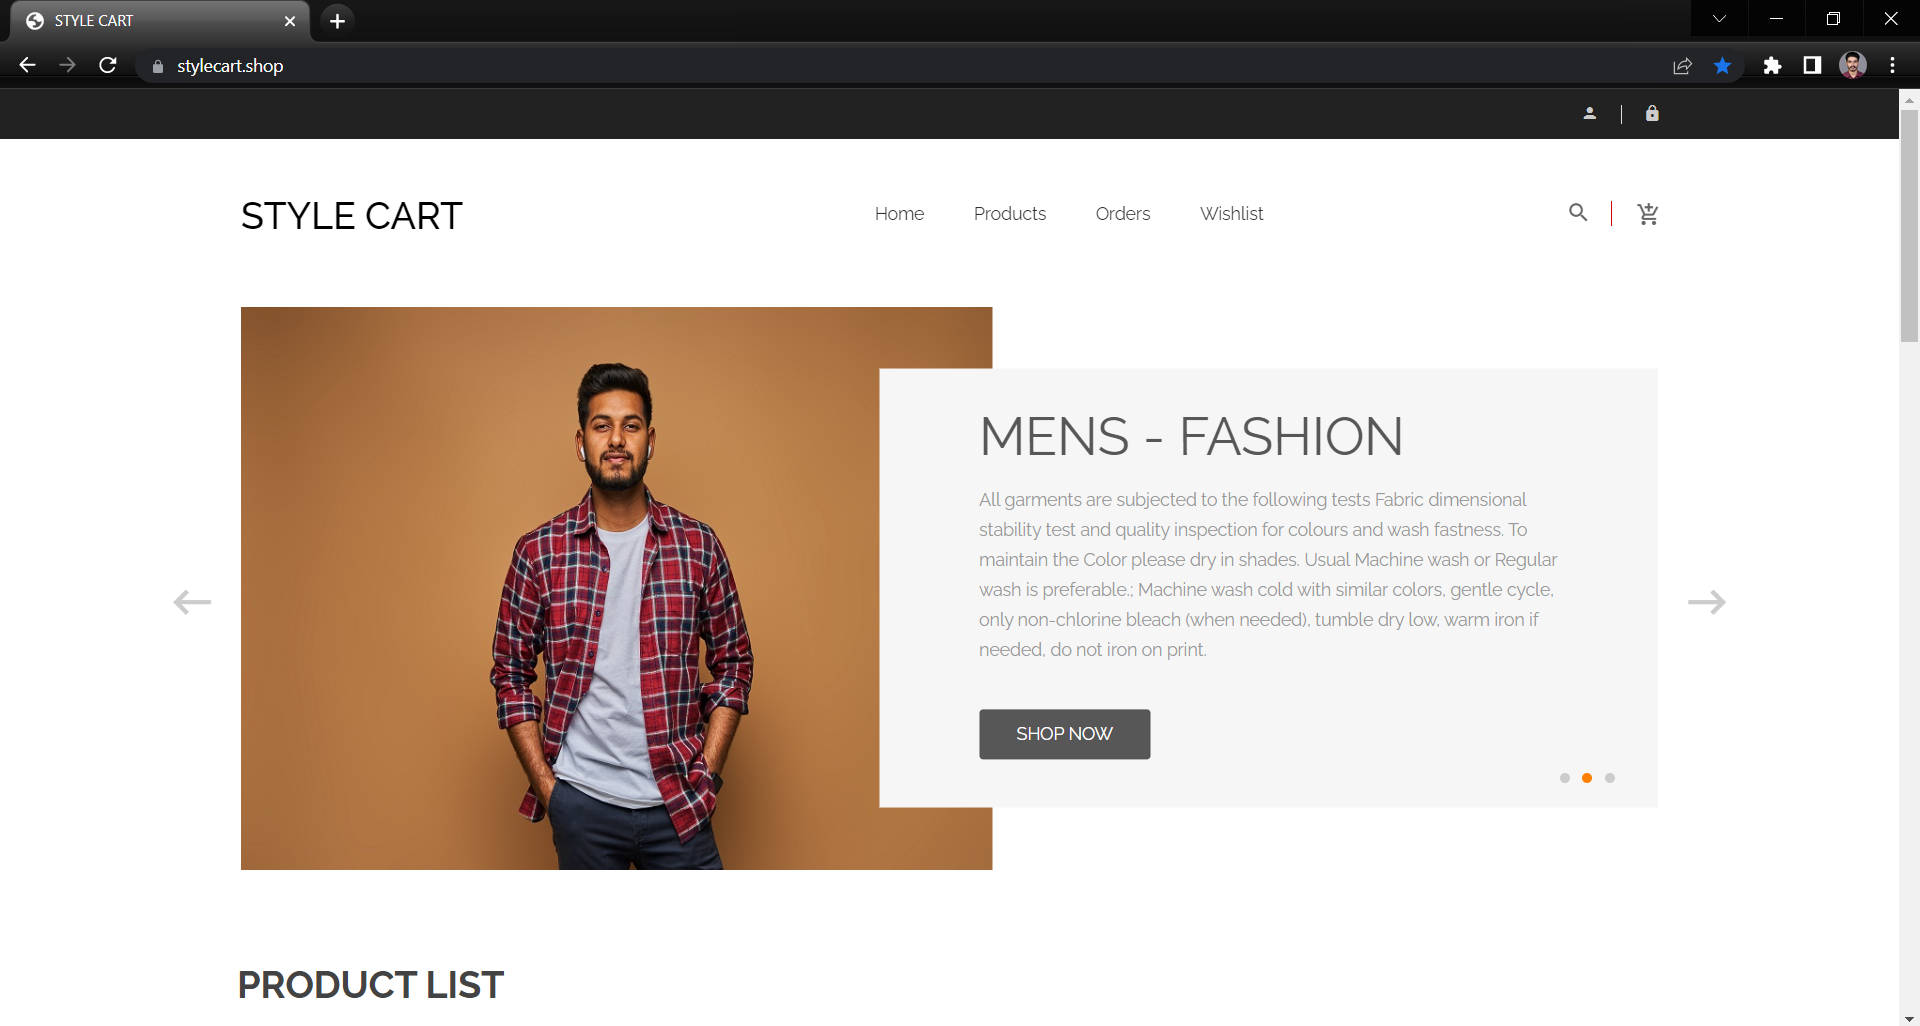 STYLE CART
stylecart.shop
STYLE CART
Home Products Orders Wishlist
MENS - FASHION
All garments are subjected to the following tests Fabric dimensional
stability test and quality inspection for colours and wash fastness. To
maintain the Color please dry in shades. Usual Machine wash or Regular
wash is preferable.; Machine wash cold with similar colors, gentle cycle,
only non-chlorine bleach (when needed), tumble dry low, warm iron if
needed, do not iron on print.
SHOP NOW
PRODUCT LIST